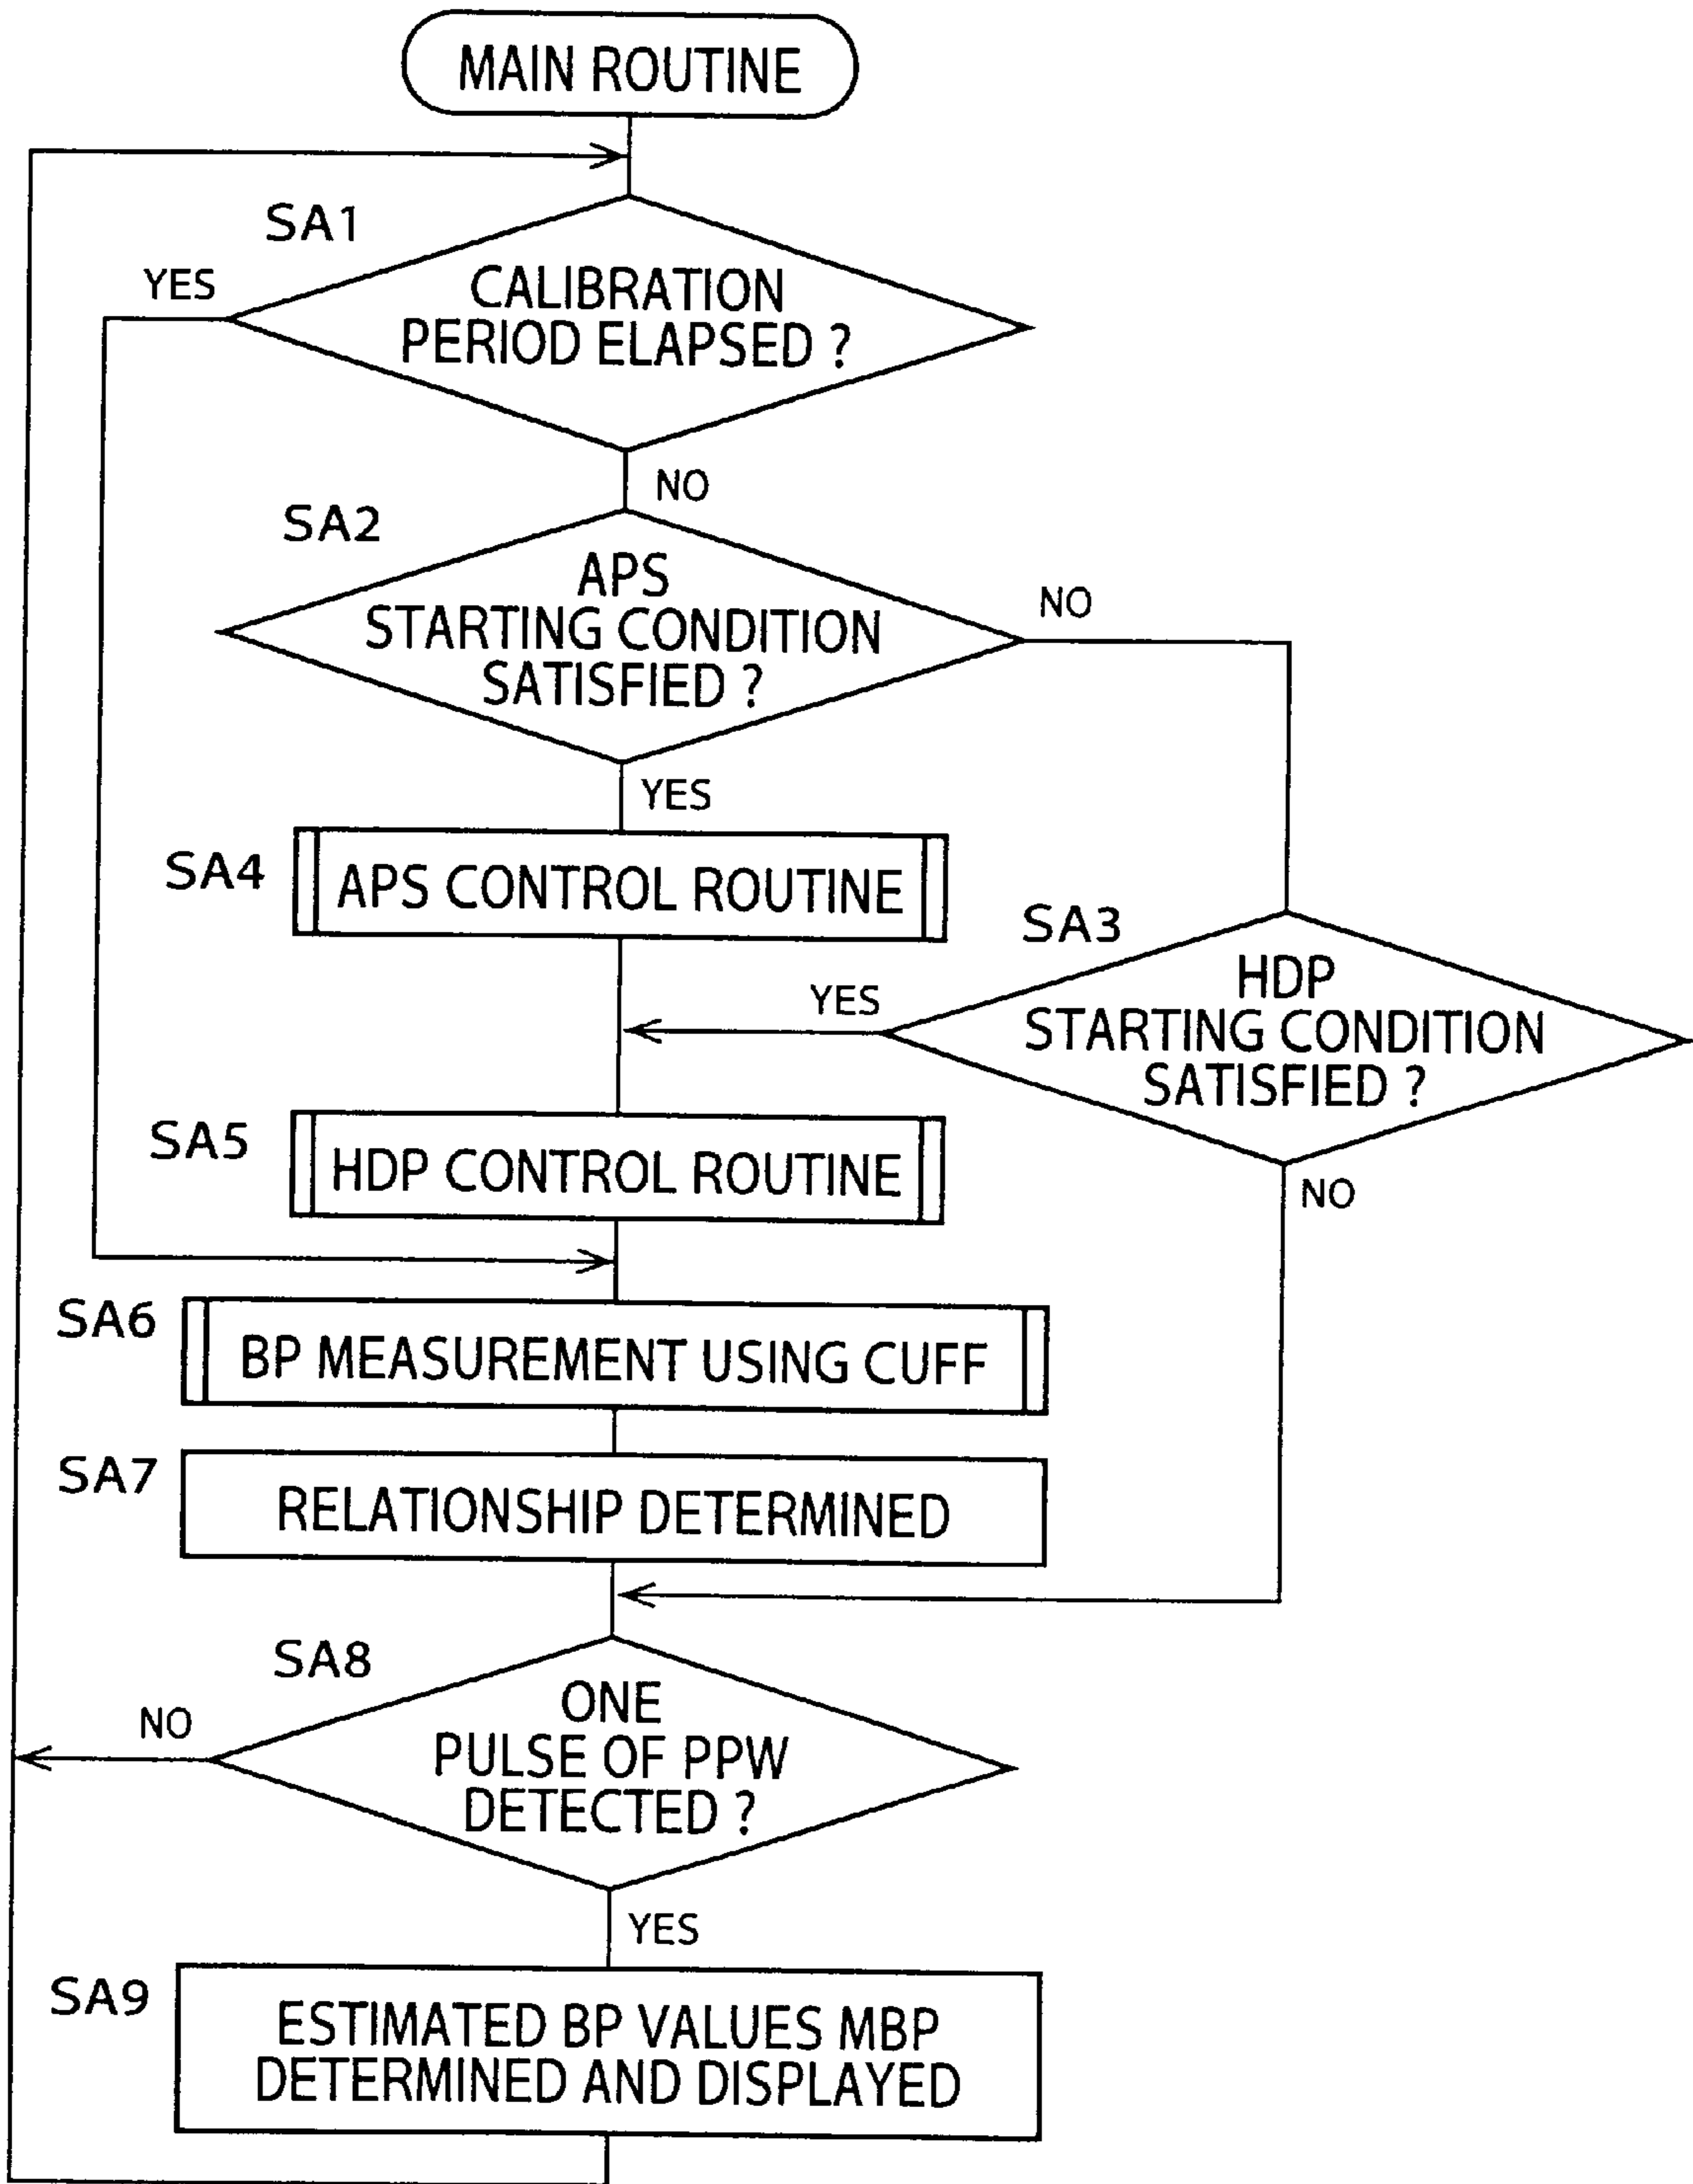 MAIN ROUTINE
SA1
YES
CALIBRATION
PERIOD ELAPSED ?
NO
SA2
APS
STARTING CONDITION
SATISFIED ?
NO
YES
SA4
APS CONTROL ROUTINE
SA3
HDP
STARTING CONDITION
SATISFIED ?
YES
NO
SA5
HDP CONTROL ROUTINE
SA6
BP MEASUREMENT USING CUFF
SA7
RELATIONSHIP DETERMINED
SA8
ONE
PULSE OF PPW
DETECTED ?
NO
YES
SA9
ESTIMATED BP VALUES MBP
DETERMINED AND DISPLAYED